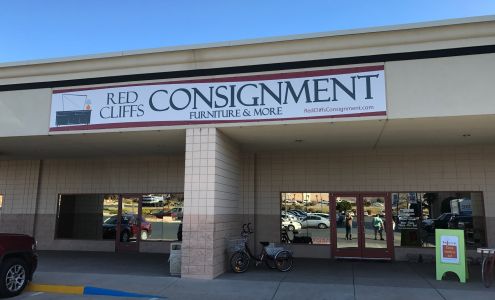 RED
CLIFFS
CONSIGNMENT
FURNITURE & MORE
RedCliffsConsignment.com